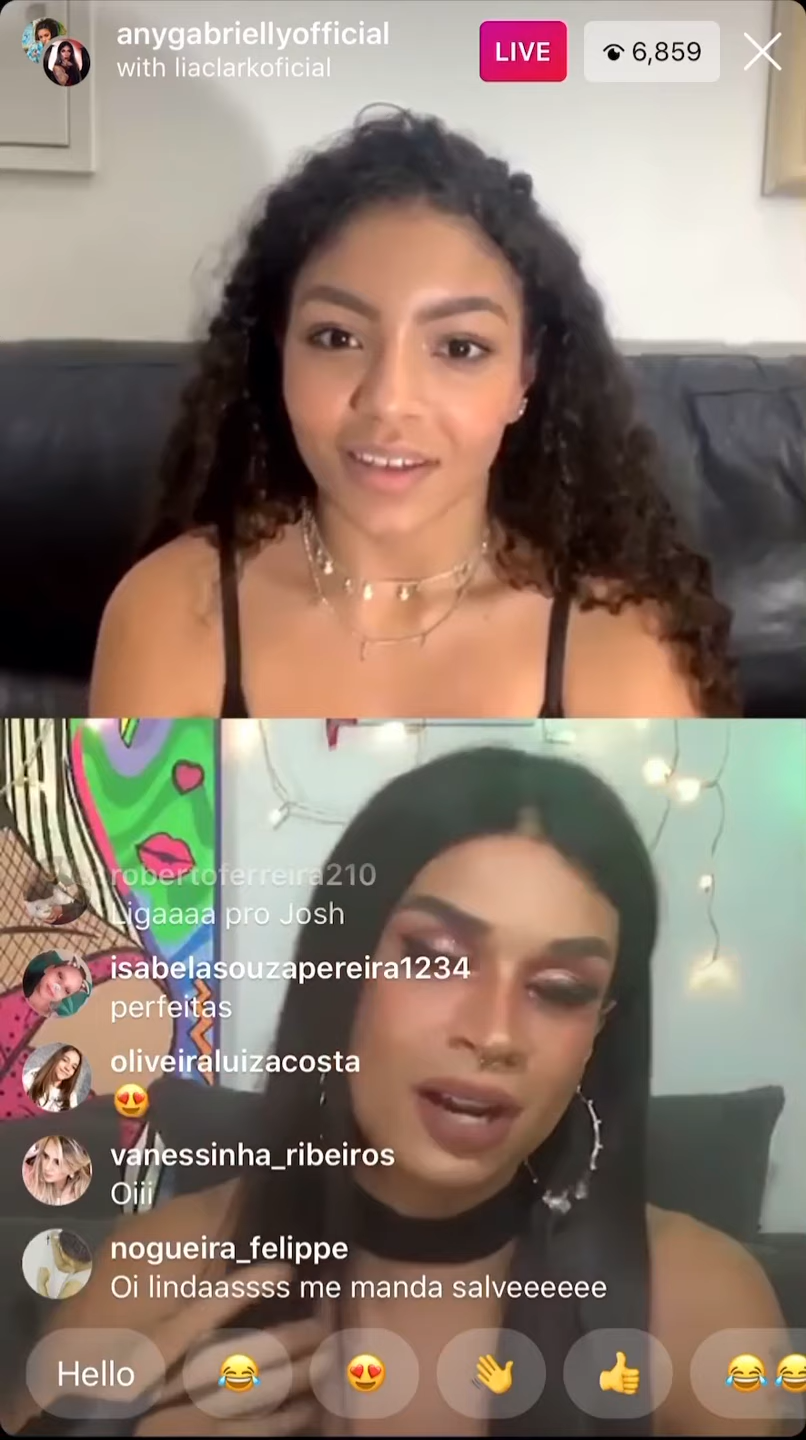 anygabriellyofficial
with liaclarkoficial
LIVE
6,859
robertoferreira210
Ligaaaa pro Josh
isabelasouzapereira1234
perfeitas
oliveiraluizacosta
😍
vanessinha_ribeiros
Oiii
nogueira_felippe
Oi lindaassss me manda salveeeeee
Hello 😂 😍 👋 👍 😂😂